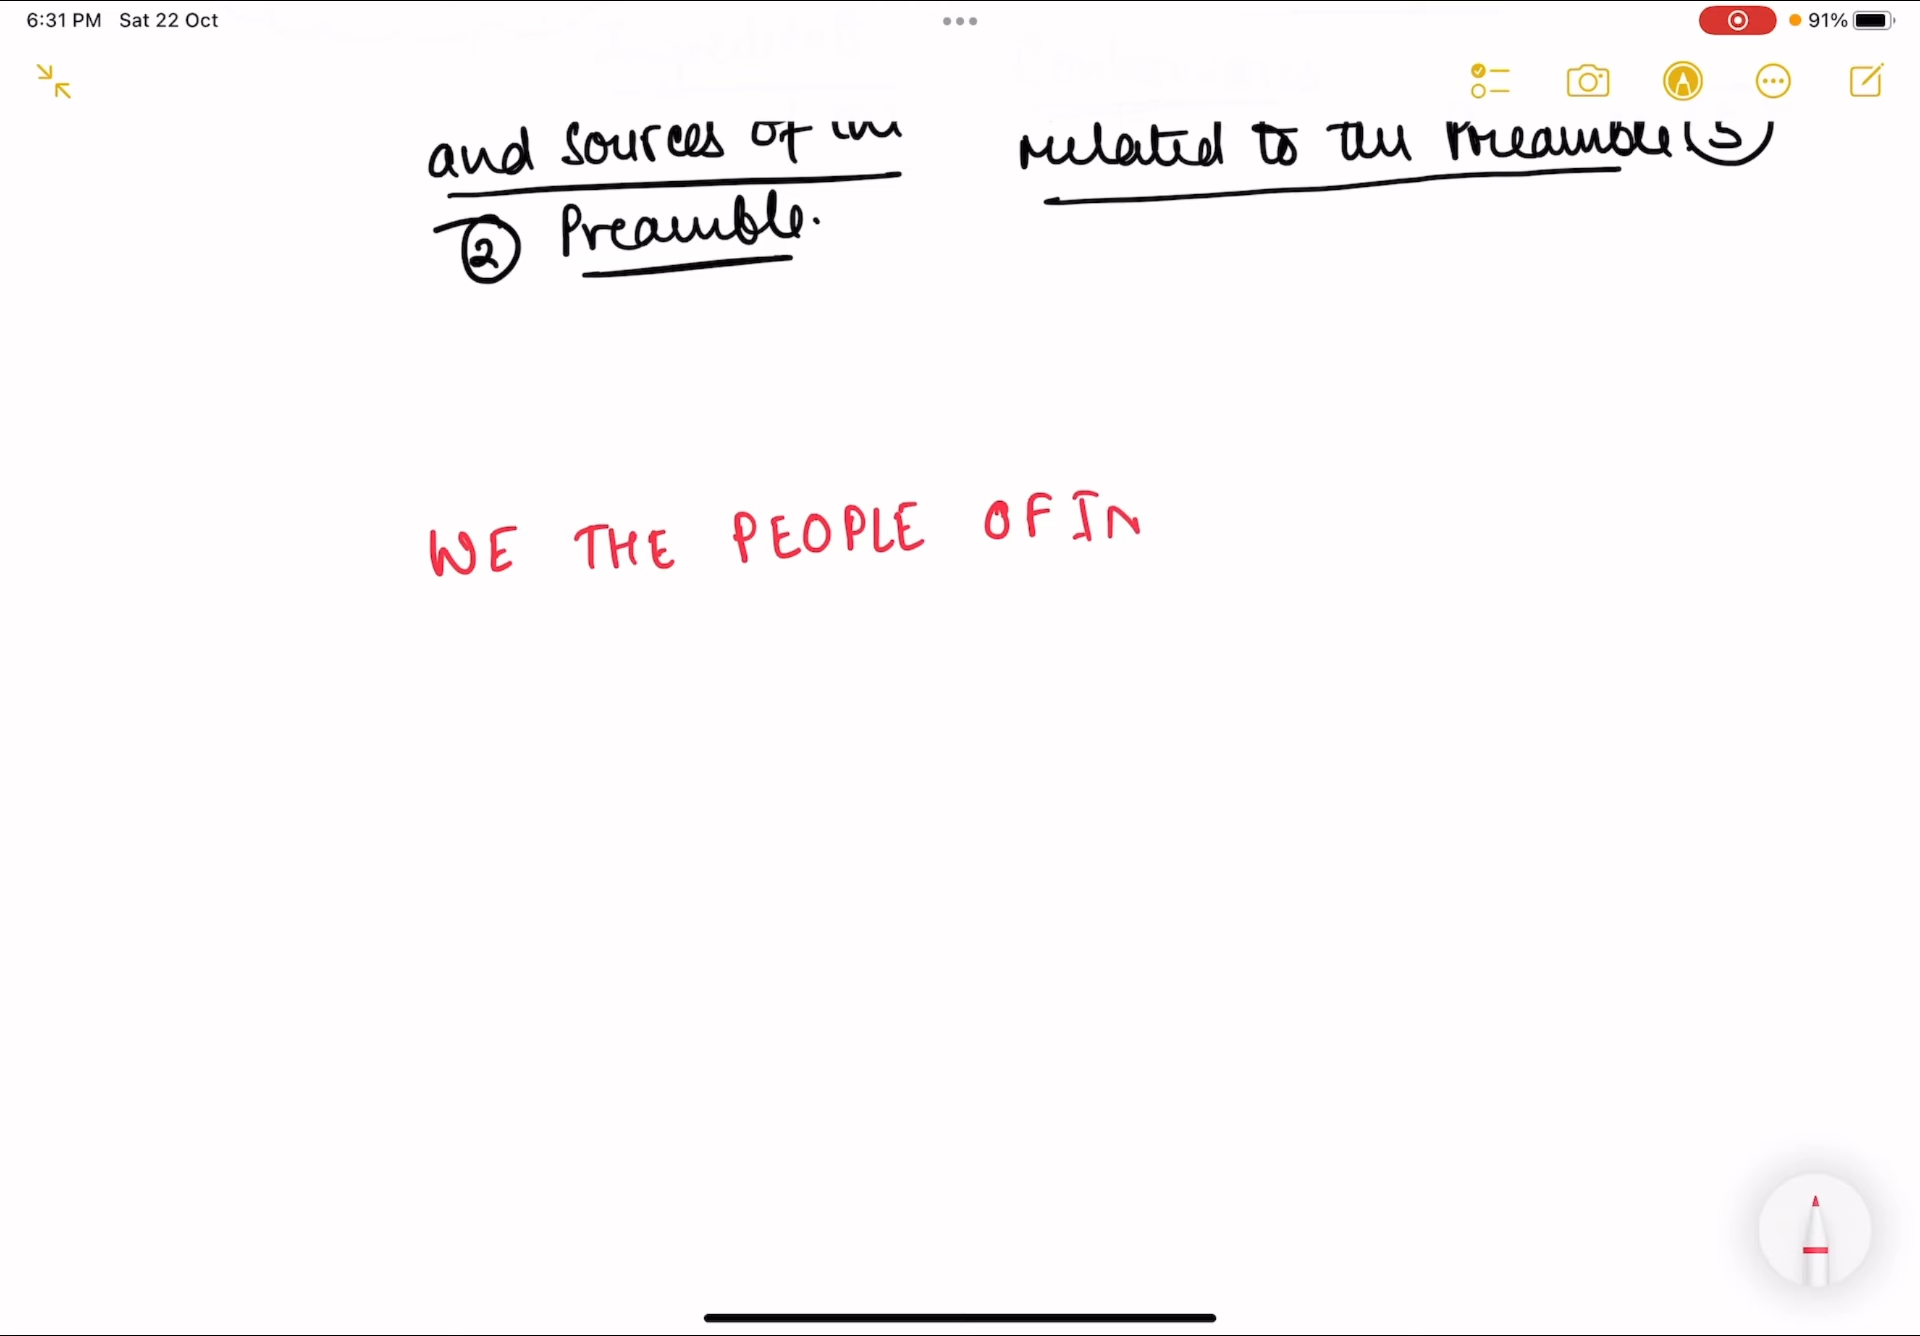 6:31 PM Sat 22 Oct
91%
and Sources of the
related to the Preamble (3)
② Preamble.
WE THE PEOPLE OF IN